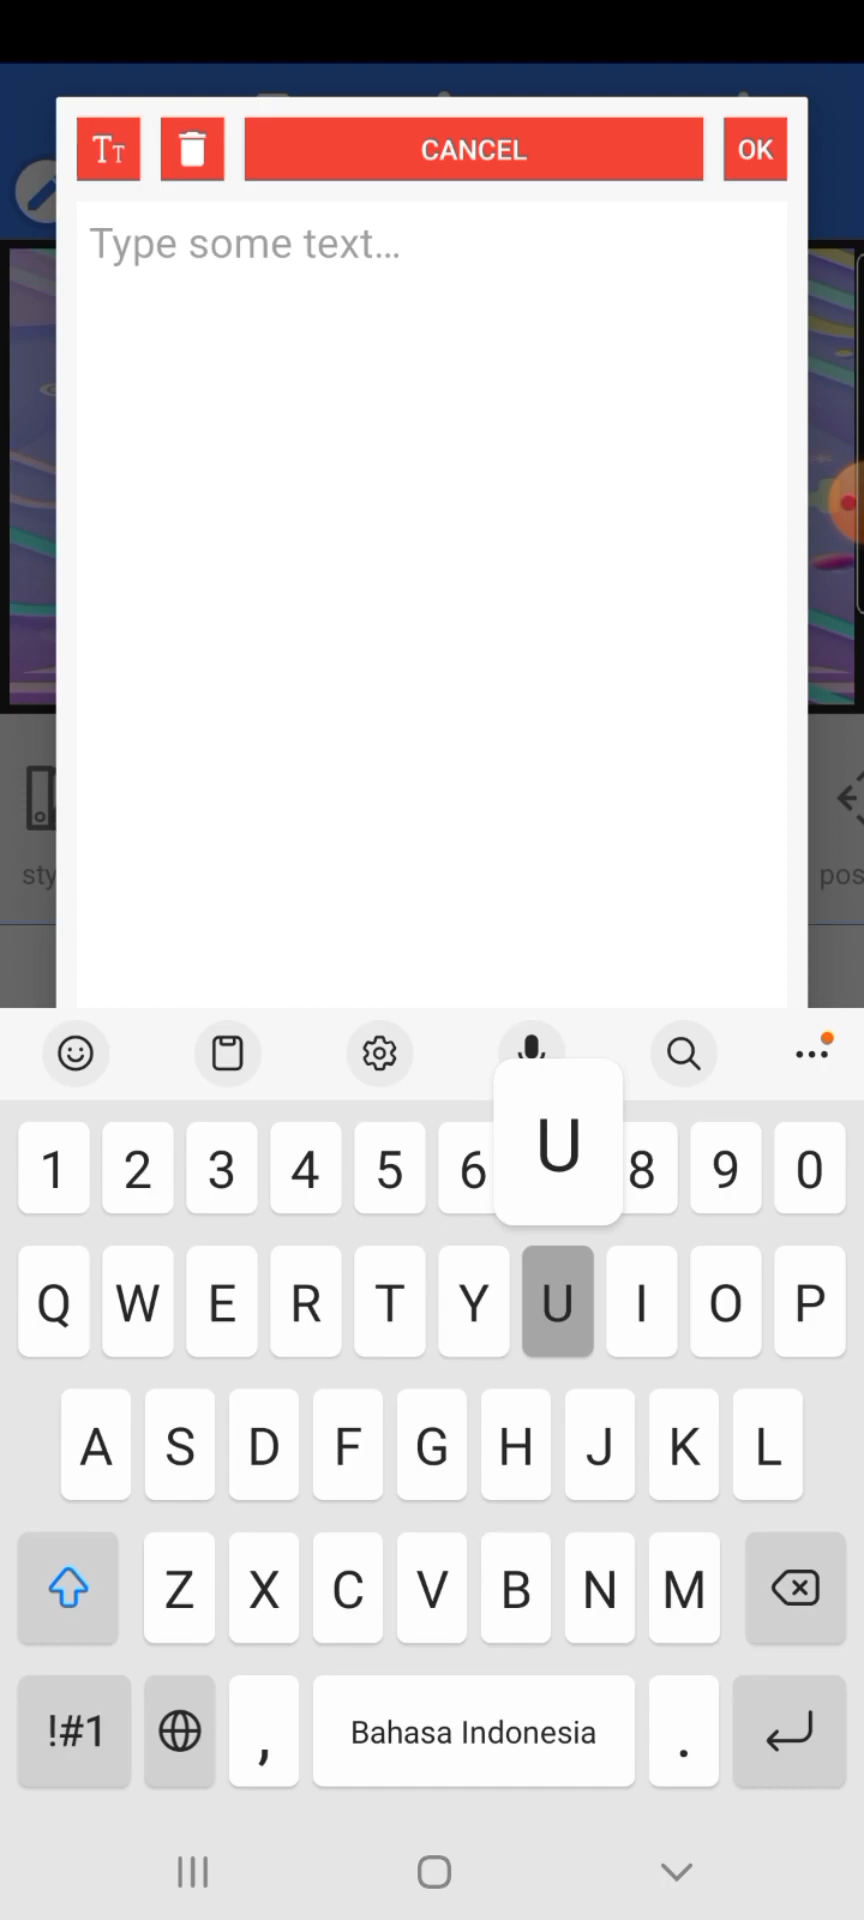 TT
CANCEL
OK
Type some text...
sty
pos
1 2 3 4 5 6 8 9 0
U
Q W E R T Y U I O P
A S D F G H J K L
Z X C V B N M
!#1 , Bahasa Indonesia .